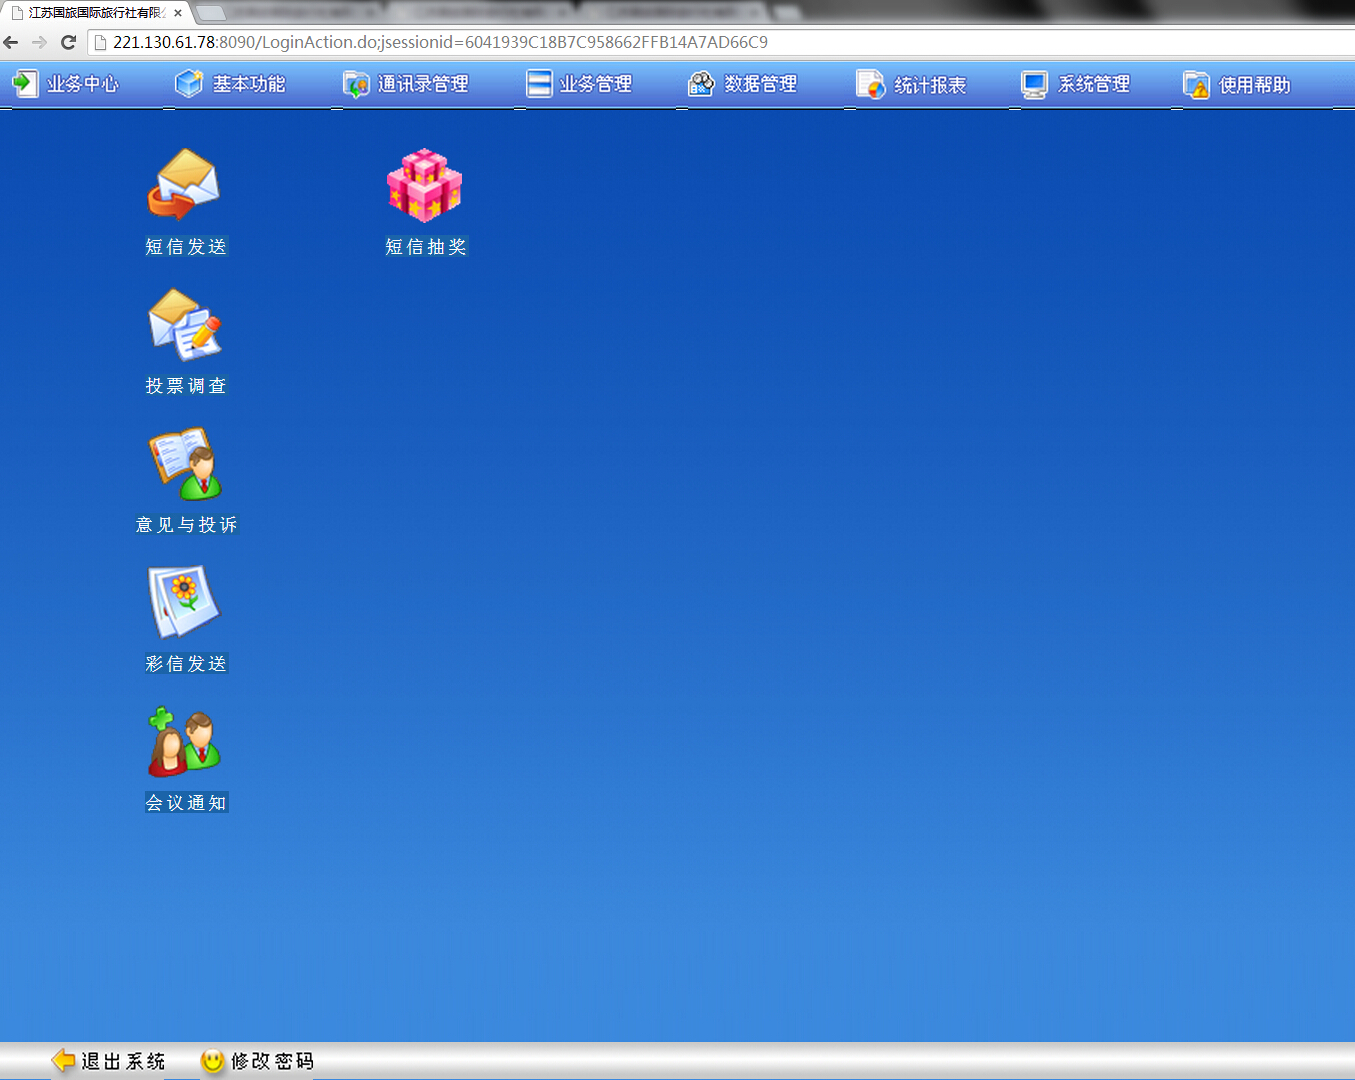 江苏国旅国际旅行社有限
221.130.61.78:8090/LoginAction.do;jsessionid=6041939C18B7C958662FFB14A7AD66C9
业务中心 基本功能 通讯录管理 业务管理 数据管理 统计报表 系统管理 使用帮助
短信发送 短信抽奖
投票调查
意见与投诉
彩信发送
会议通知
退出系统 修改密码